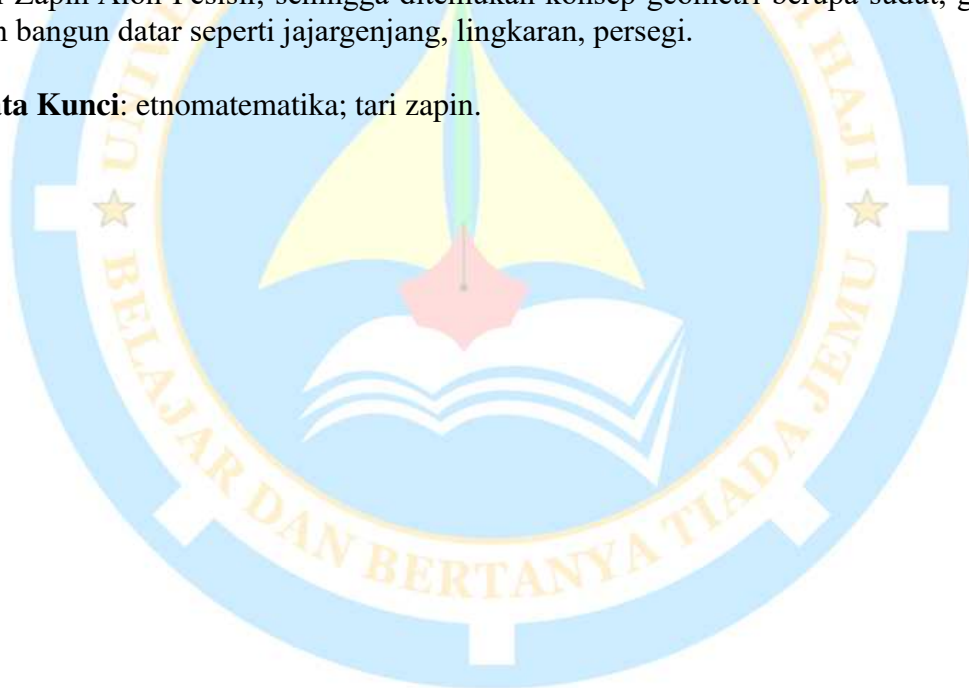 Zapin Alon Pesisir, sehingga ditemukan konsep geometri berupa sudut, g
n bangun datar seperti jajargenjang, lingkaran, persegi.
ta Kunci: etnomatematika; tari zapin.
HAJI
BELAJAR DAN BERTANYA TIADA JEMU